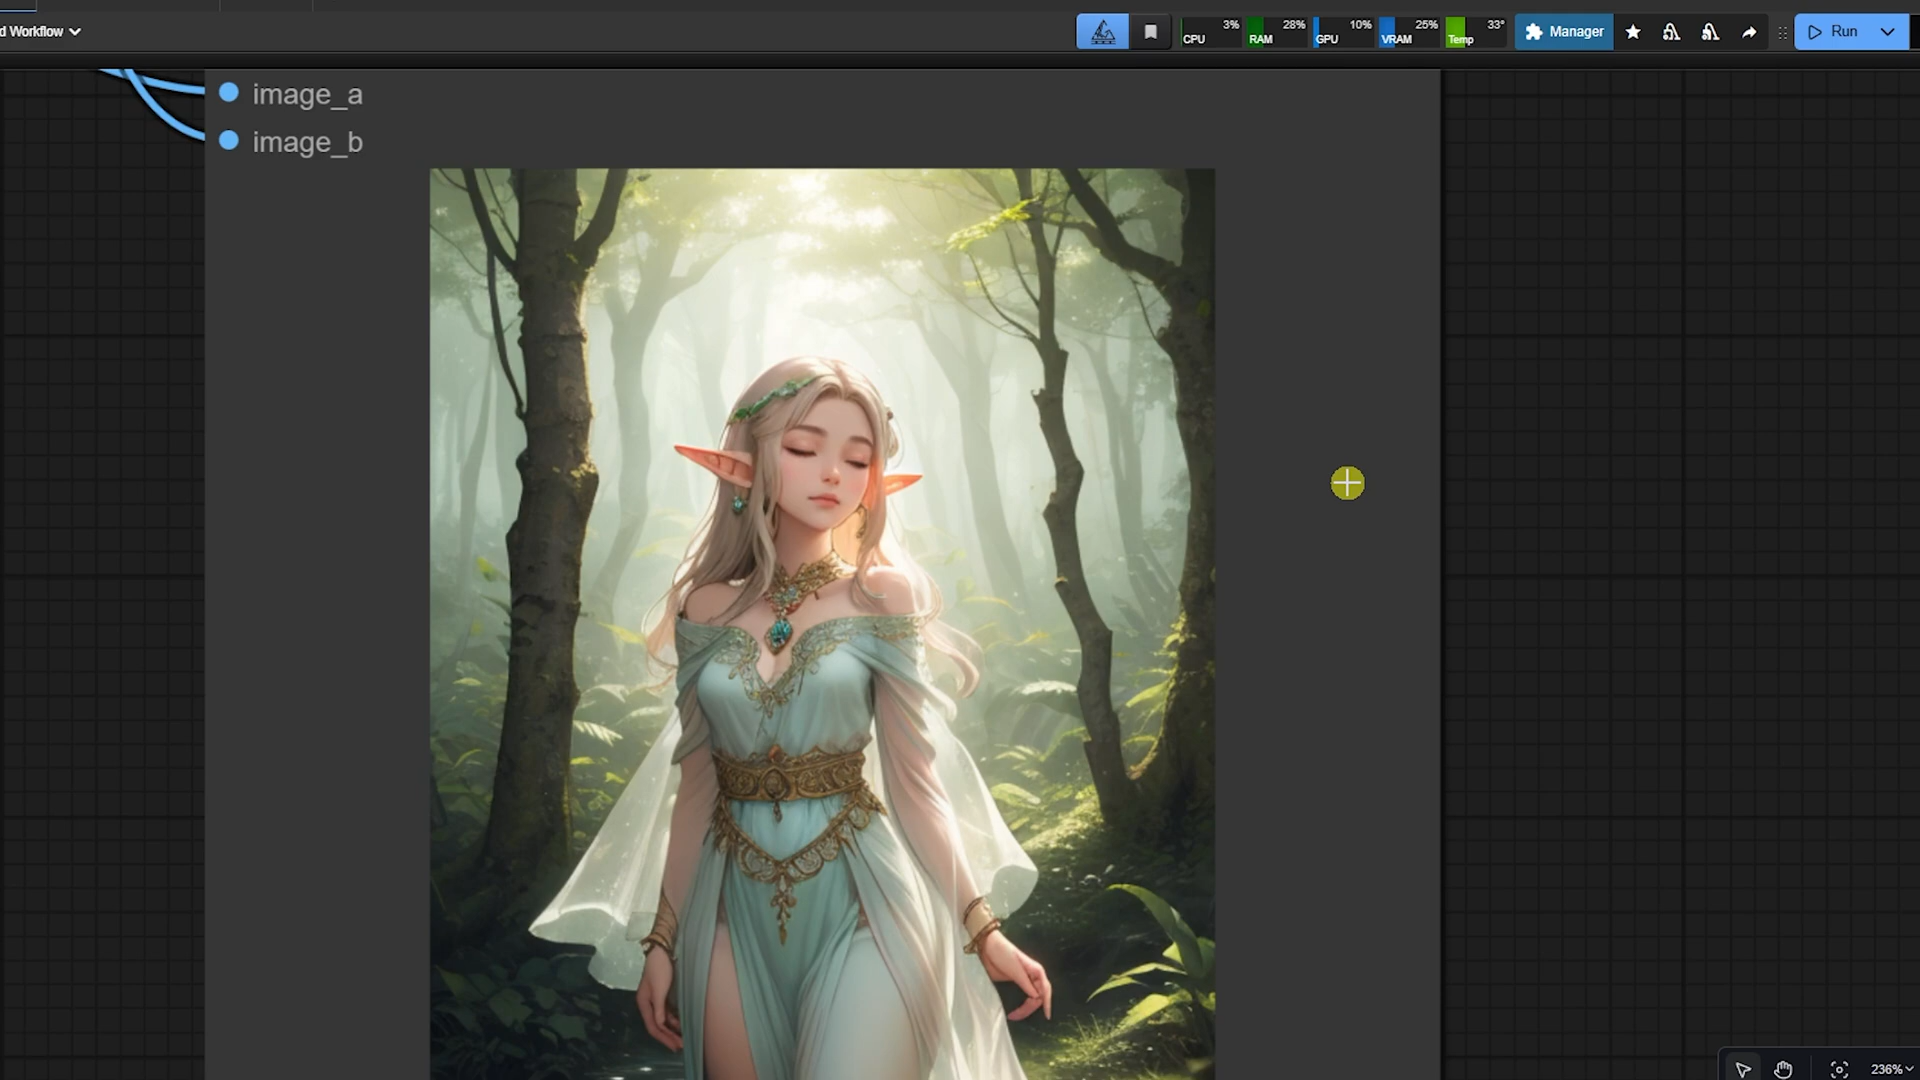 d Workflow
3%
CPU
28%
RAM
10%
GPU
25%
VRAM
33°
Temp
Manager
Run
image_a
image_b
236%